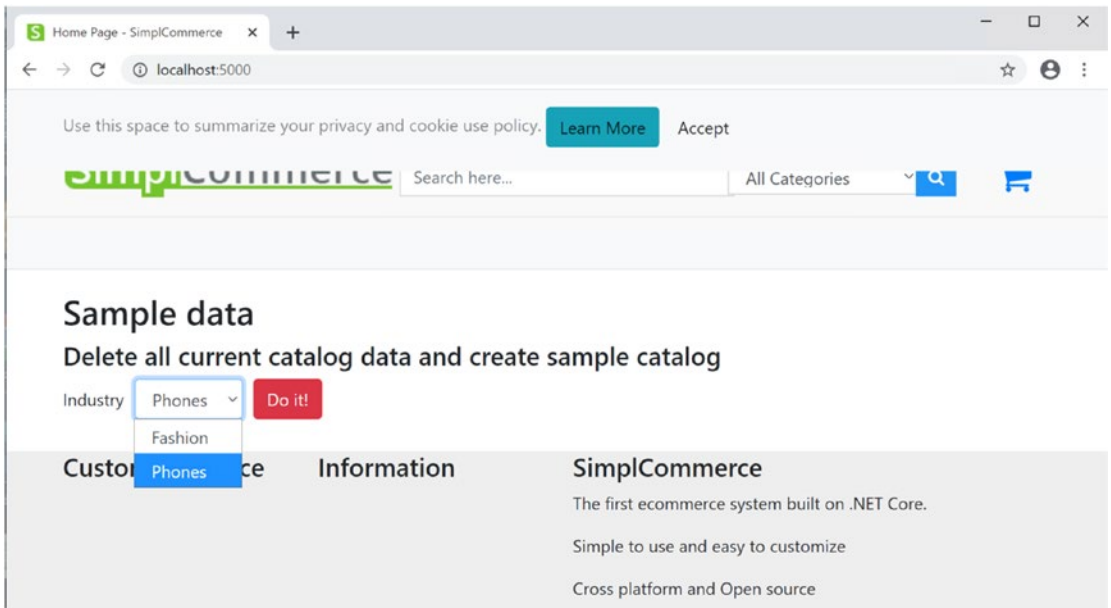 Home Page - SimplCommerce
localhost:5000
Use this space to summarize your privacy and cookie use policy. Learn More Accept
SimplCommerce Search here... All Categories
Sample data
Delete all current catalog data and create sample catalog
Industry Phones Do it!
Fashion
Phones
Custo ce Information SimplCommerce
The first ecommerce system built on .NET Core.
Simple to use and easy to customize
Cross platform and Open source